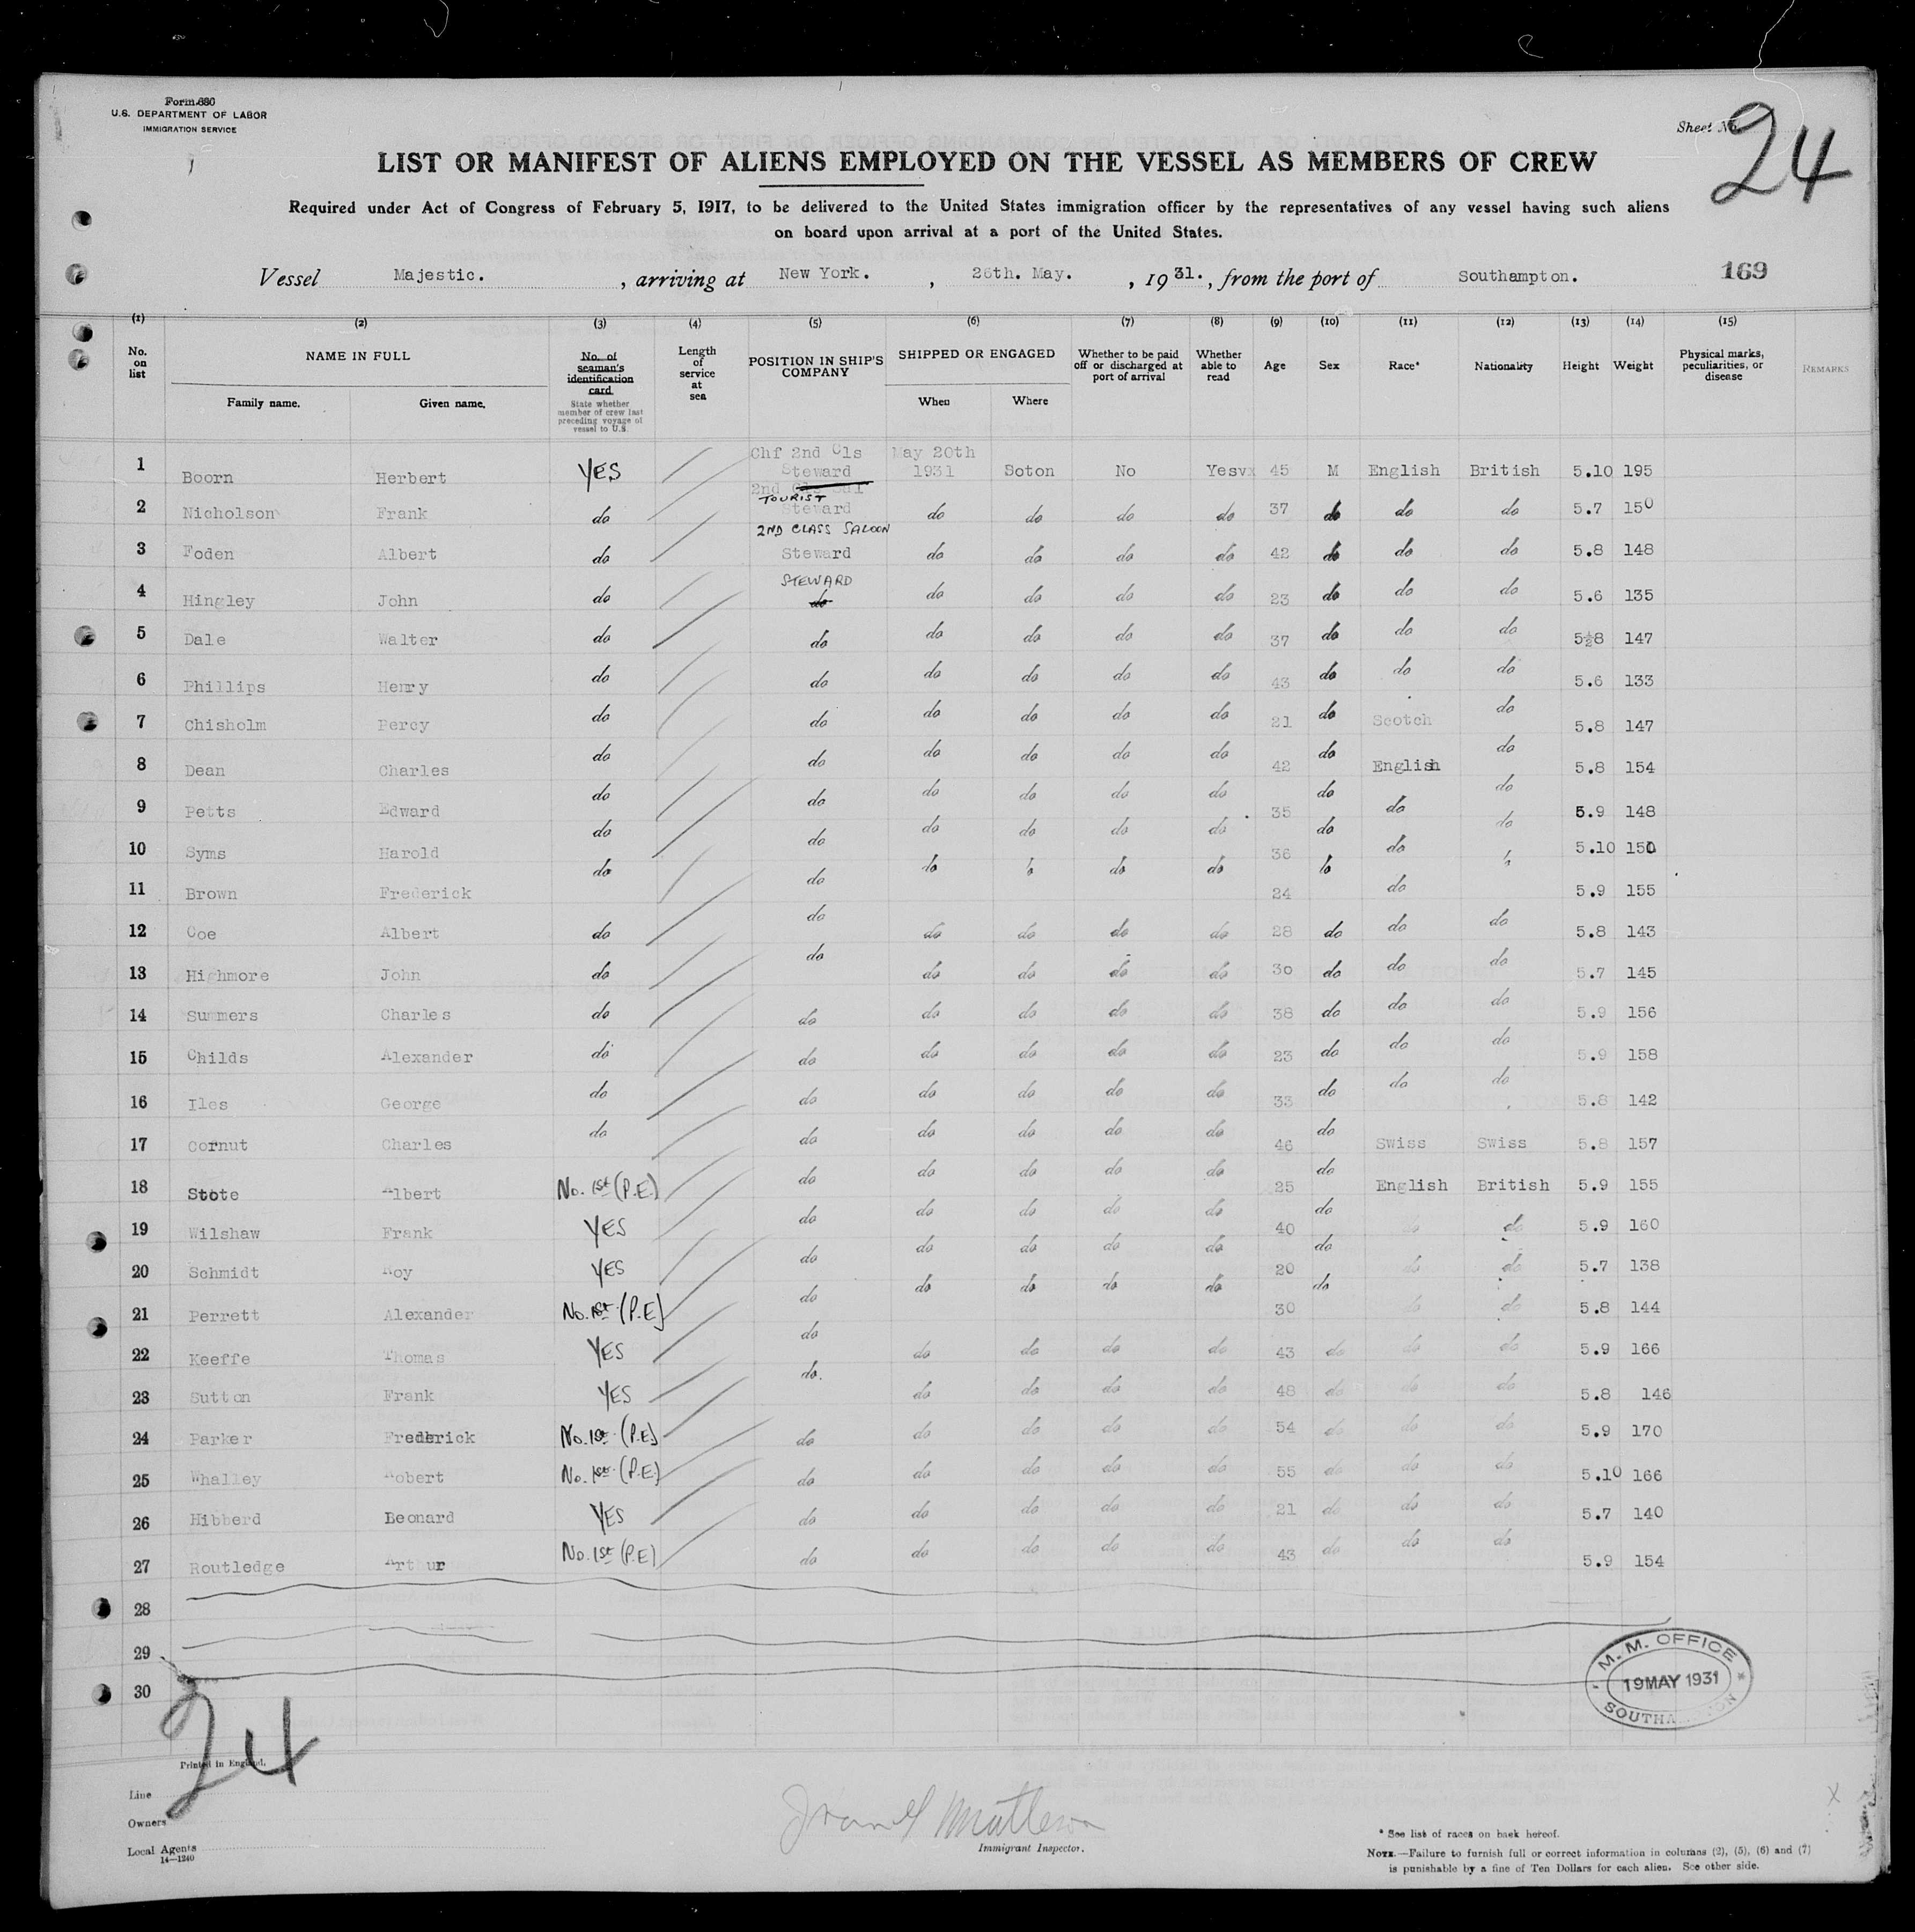 Form 680
U.S. DEPARTMENT OF LABOR
IMMIGRATION SERVICE
Sheet No. 24
LIST OR MANIFEST OF ALIENS EMPLOYED ON THE VESSEL AS MEMBERS OF CREW
Required under Act of Congress of February 5, 1917, to be delivered to the United States immigration officer by the representatives of any vessel having such aliens
on board upon arrival at a port of the United States.
Vessel Majestic. , arriving at New York. , 26th. May. , 19 31. , from the port of Southampton. 169
(1) (2) (3) (4) (5) (6) (7) (8) (9) (10) (11) (12) (13) (14) (15)
No. on list NAME IN FULL Family name. Given name. No. of seaman's identification card State whether member of crew last preceding voyage of vessel to U.S. Length of service at sea POSITION IN SHIP'S COMPANY SHIPPED OR ENGAGED When Where Whether to be paid off or discharged at port of arrival Whether able to read Age Sex Race* Nationality Height Weight Physical marks, peculiarities, or disease REMARKS
1 Boorn Herbert YES Chf 2nd Cls Steward May 20th 1931 Soton No Yes 45 M English British 5.10 195
2 Nicholson Frank do 2nd Cls Sal TOURIST Steward do do do do 37 do do do 5.7 150
3 Foden Albert do 2ND CLASS SALOON Steward do do do do 42 do do do 5.8 148
4 Hingley John do STEWARD do do do do do 23 do do do 5.6 135
5 Dale Walter do do do do do do 37 do do do 5½8 147
6 Phillips Henry do do do do do do 43 do do do 5.6 133
7 Chisholm Percy do do do do do do 21 do Scotch do 5.8 147
8 Dean Charles do do do do do do 42 do English do 5.8 154
9 Petts Edward do do do do do do 35 do do do 5.9 148
10 Syms Harold do do do do do do 36 do do do 5.10 150
11 Brown Frederick do do do do do do 24 do do do 5.9 155
12 Coe Albert do do do do do do 28 do do do 5.8 143
13 Highmore John do do do do do do 30 do do do 5.7 145
14 Summers Charles do do do do do do 38 do do do 5.9 156
15 Childs Alexander do do do do do do 23 do do do 5.9 158
16 Iles George do do do do do do 33 do do do 5.8 142
17 Cornut Charles do do do do do do 46 do Swiss Swiss 5.8 157
18 Stote Albert No. 1st (P.E.) do do do do do 25 do English British 5.9 155
19 Wilshaw Frank YES do do do do do 40 do do do 5.9 160
20 Schmidt Roy YES do do do do do 20 do do do 5.7 138
21 Perrett Alexander No. 1st. (P.E) do do do do do 30 do do do 5.8 144
22 Keeffe Thomas YES do do do do do 43 do do do 5.9 166
23 Sutton Frank YES do. do do do do 48 do do do 5.8 146
24 Parker Frederick No. 1st. (P.E) do do do do do 54 do do do 5.9 170
25 Whalley Robert No. 1st. (P.E.) do do do do do 55 do do do 5.10 166
26 Hibberd Beonard YES do do do do do 21 do do do 5.7 140
27 Routledge Arthur No. 1st (P.E) do do do do do 43 do do do 5.9 154
28
29
30
M. M. OFFICE
19 MAY 1931
SOUTHAMPTON
24
Printed in England.
Line
Owners
Local Agents
14—1240
Immigrant Inspector.
* See list of races on back hereof.
NOTE.—Failure to furnish full or correct information in columns (2), (5), (6) and (7)
is punishable by a fine of Ten Dollars for each alien. See other side.